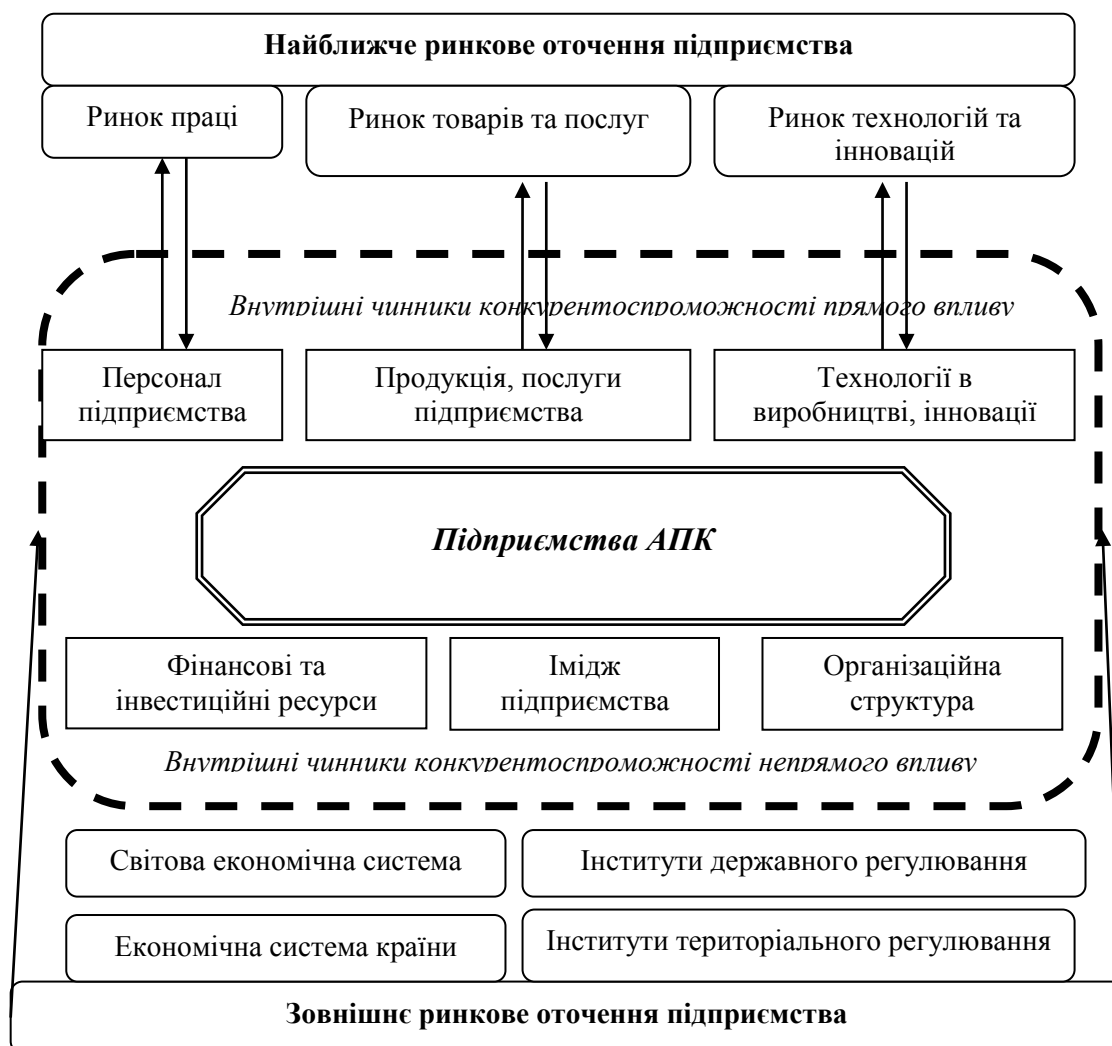 Найближче ринкове оточення підприємства
Ринок праці
Ринок товарів та послуг
Ринок технологій та
інновацій
Внутрішні чинники конкурентоспроможності прямого впливу
Персонал
підприємства
Продукція, послуги
підприємства
Технології в
виробництві, інновації
Підприємства АПК
Фінансові та
інвестиційні ресурси
Імідж
підприємства
Організаційна
структура
Внутрішні чинники конкурентоспроможності непрямого впливу
Світова економічна система
Інститути державного регулювання
Економічна система країни
Інститути територіального регулювання
Зовнішнє ринкове оточення підприємства